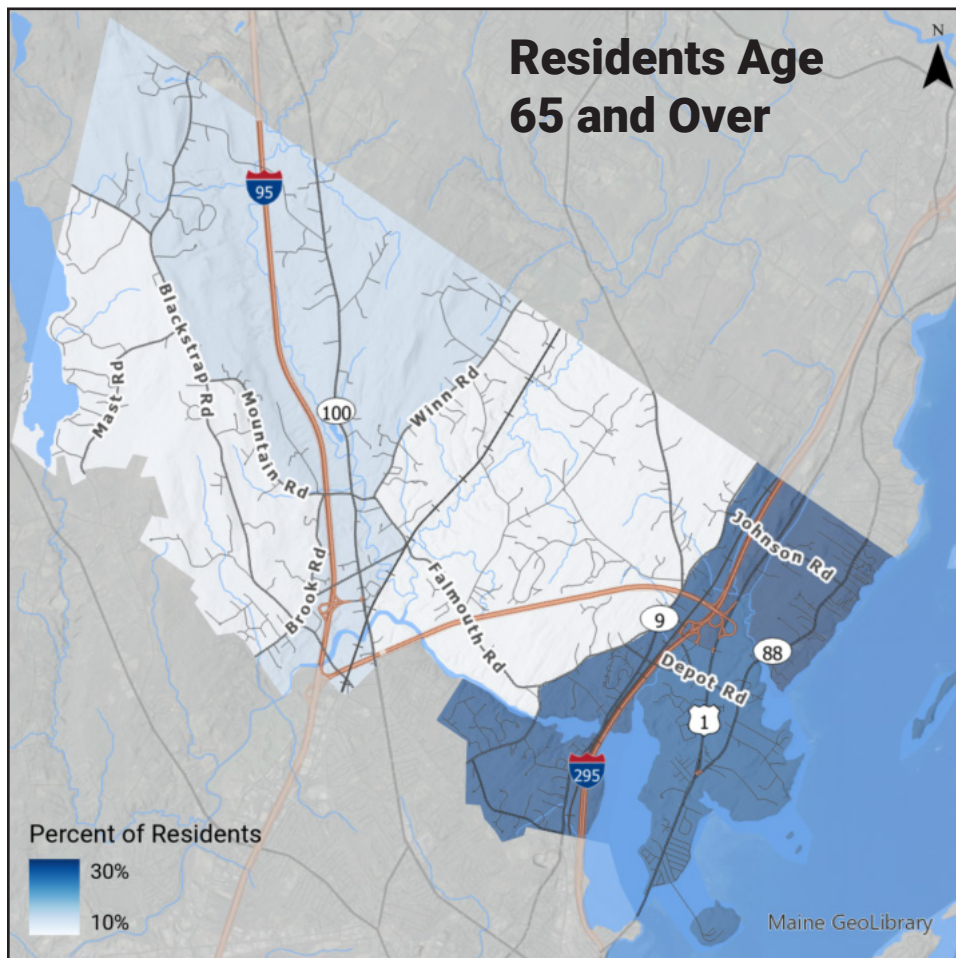 Residents Age
65 and Over
N
95
Blackstrap Rd
Mast Rd
Mountain Rd
100
Winn Rd
Brook Rd
Falmouth Rd
Johnson Rd
9
88
Depot Rd
1
295
Percent of Residents
30%
10%
Maine GeoLibrary